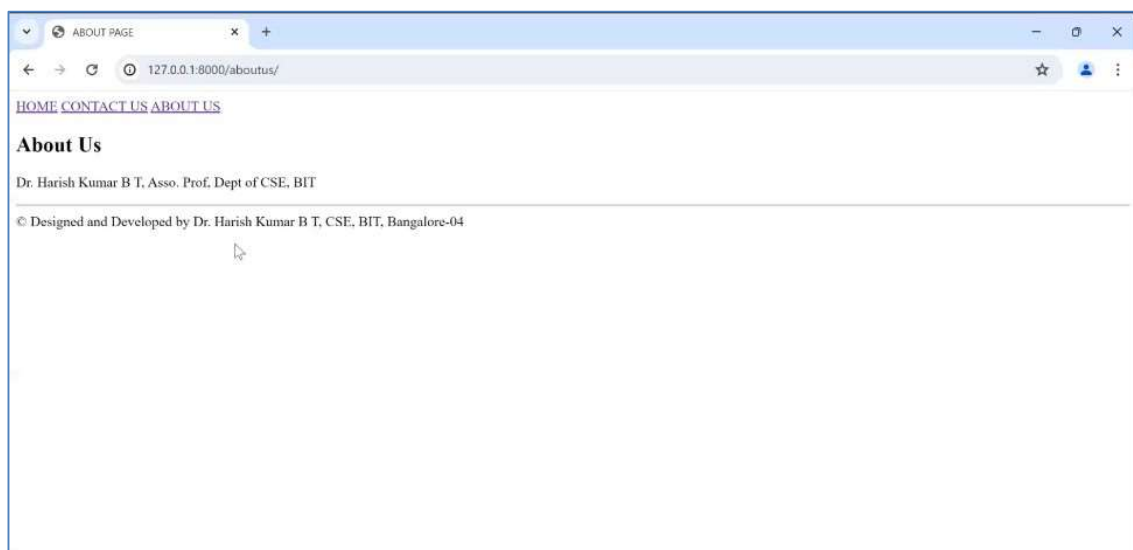 ABOUT PAGE
127.0.0.1:8000/aboutus/
HOME CONTACT US ABOUT US
About Us
Dr. Harish Kumar B T, Asso. Prof, Dept of CSE, BIT
© Designed and Developed by Dr. Harish Kumar B T, CSE, BIT, Bangalore-04